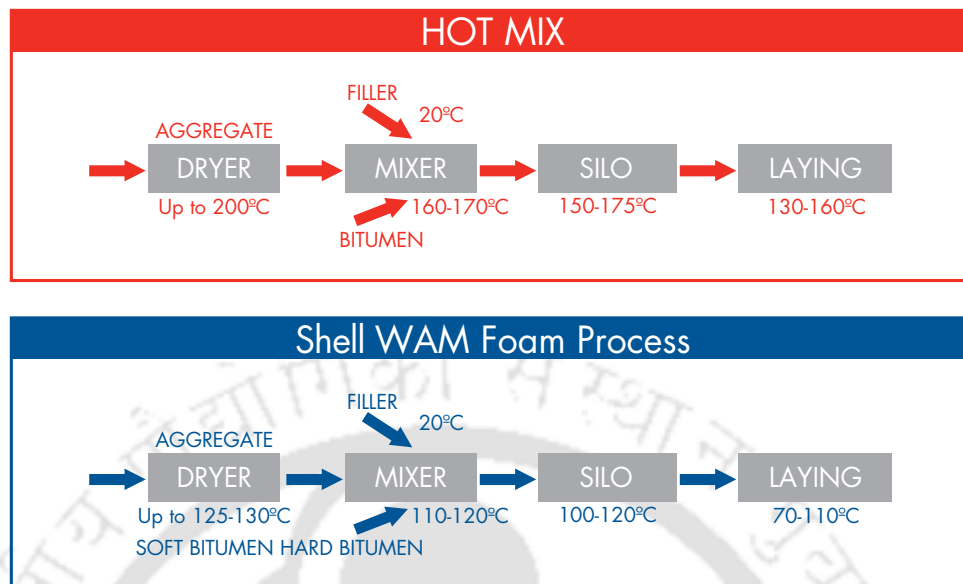 HOT MIX
FILLER
20ºC
AGGREGATE
DRYER
MIXER
SILO
LAYING
Up to 200ºC
160-170ºC
150-175ºC
130-160ºC
BITUMEN
Shell WAM Foam Process
FILLER
20ºC
AGGREGATE
DRYER
MIXER
SILO
LAYING
Up to 125-130ºC
110-120ºC
100-120ºC
70-110ºC
SOFT BITUMEN HARD BITUMEN